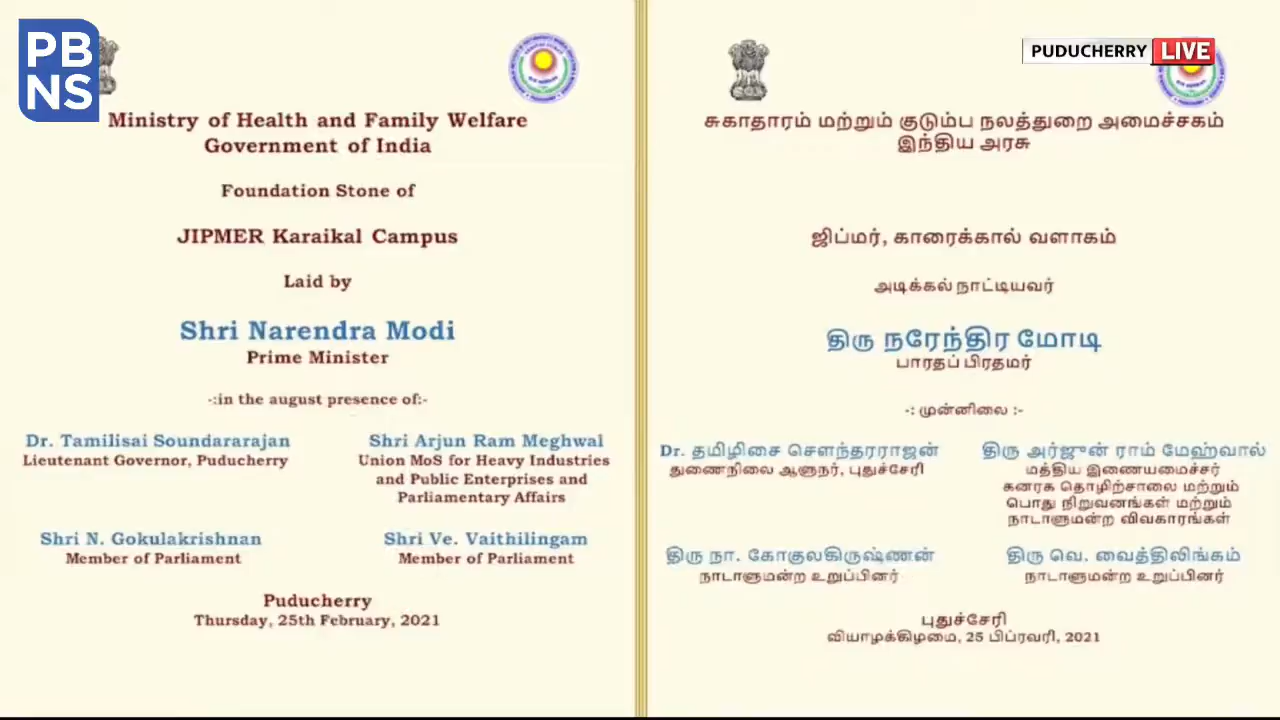 PB
NS
PUDUCHERRY LIVE
Ministry of Health and Family Welfare
Government of India
Foundation Stone of
JIPMER Karaikal Campus
Laid by
Shri Narendra Modi
Prime Minister
-:in the august presence of:-
Dr. Tamilisai Soundararajan
Lieutenant Governor, Puducherry
Shri Arjun Ram Meghwal
Union MoS for Heavy Industries
and Public Enterprises and
Parliamentary Affairs
Shri N. Gokulakrishnan
Member of Parliament
Shri Ve. Vaithilingam
Member of Parliament
Puducherry
Thursday, 25th February, 2021
சுகாதாரம் மற்றும் குடும்ப நலத்துறை அமைச்சகம்
இந்திய அரசு
ஜிப்மர், காரைக்கால் வளாகம்
அடிக்கல் நாட்டியவர்
திரு நரேந்திர மோடி
பாரதப் பிரதமர்
-: முன்னிலை :-
Dr. தமிழிசை சௌந்தரராஜன்
துணைநிலை ஆளுநர், புதுச்சேரி
திரு அர்ஜுன் ராம் மேஹ்வால்
மத்திய இணையமைச்சர்
கனரக தொழிற்சாலை மற்றும்
பொது நிறுவனங்கள் மற்றும்
நாடாளுமன்ற விவகாரங்கள்
திரு நா. கோகுலகிருஷ்ணன்
நாடாளுமன்ற உறுப்பினர்
திரு வெ. வைத்திலிங்கம்
நாடாளுமன்ற உறுப்பினர்
புதுச்சேரி
வியாழக்கிழமை, 25 பிப்ரவரி, 2021